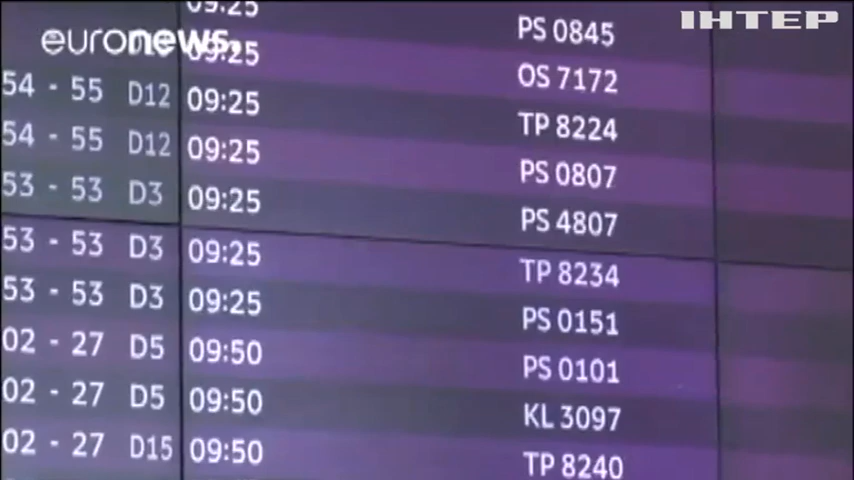 09:25 PS 0845
euronews.
ІНТЕР
09:25 OS 7172
54 - 55 D12 09:25 TP 8224
54 - 55 D12 09:25 PS 0807
53 - 53 D3 09:25 PS 4807
53 - 53 D3 09:25 TP 8234
53 - 53 D3 09:25 PS 0151
02 - 27 D5 09:50 PS 0101
02 - 27 D5 09:50 KL 3097
02 - 27 D15 09:50 TP 8240